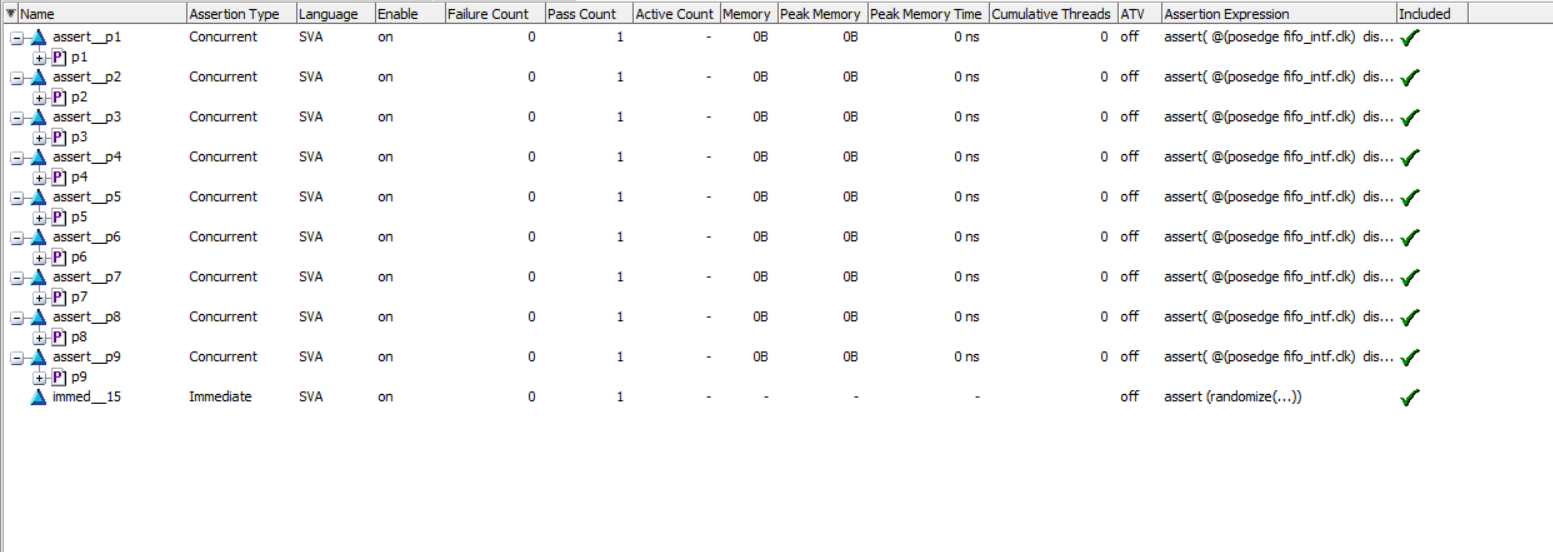 Name Assertion Type Language Enable Failure Count Pass Count Active Count Memory Peak Memory Peak Memory Time Cumulative Threads ATV Assertion Expression Included
assert__p1 Concurrent SVA on 0 1 - 0B 0B 0 ns 0 off assert( @(posedge fifo_intf.clk) dis...
P] p1
assert__p2 Concurrent SVA on 0 1 - 0B 0B 0 ns 0 off assert( @(posedge fifo_intf.clk) dis...
P] p2
assert__p3 Concurrent SVA on 0 1 - 0B 0B 0 ns 0 off assert( @(posedge fifo_intf.clk) dis...
P] p3
assert__p4 Concurrent SVA on 0 1 - 0B 0B 0 ns 0 off assert( @(posedge fifo_intf.clk) dis...
P] p4
assert__p5 Concurrent SVA on 0 1 - 0B 0B 0 ns 0 off assert( @(posedge fifo_intf.clk) dis...
P] p5
assert__p6 Concurrent SVA on 0 1 - 0B 0B 0 ns 0 off assert( @(posedge fifo_intf.clk) dis...
P] p6
assert__p7 Concurrent SVA on 0 1 - 0B 0B 0 ns 0 off assert( @(posedge fifo_intf.clk) dis...
P] p7
assert__p8 Concurrent SVA on 0 1 - 0B 0B 0 ns 0 off assert( @(posedge fifo_intf.clk) dis...
P] p8
assert__p9 Concurrent SVA on 0 1 - 0B 0B 0 ns 0 off assert( @(posedge fifo_intf.clk) dis...
P] p9
immed__15 Immediate SVA on 0 1 - - - - off assert (randomize(...))